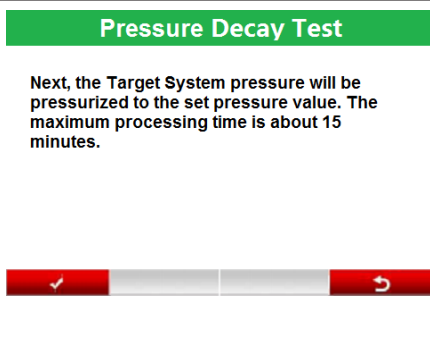 Pressure Decay Test
Next, the Target System pressure will be
pressurized to the set pressure value. The
maximum processing time is about 15
minutes.